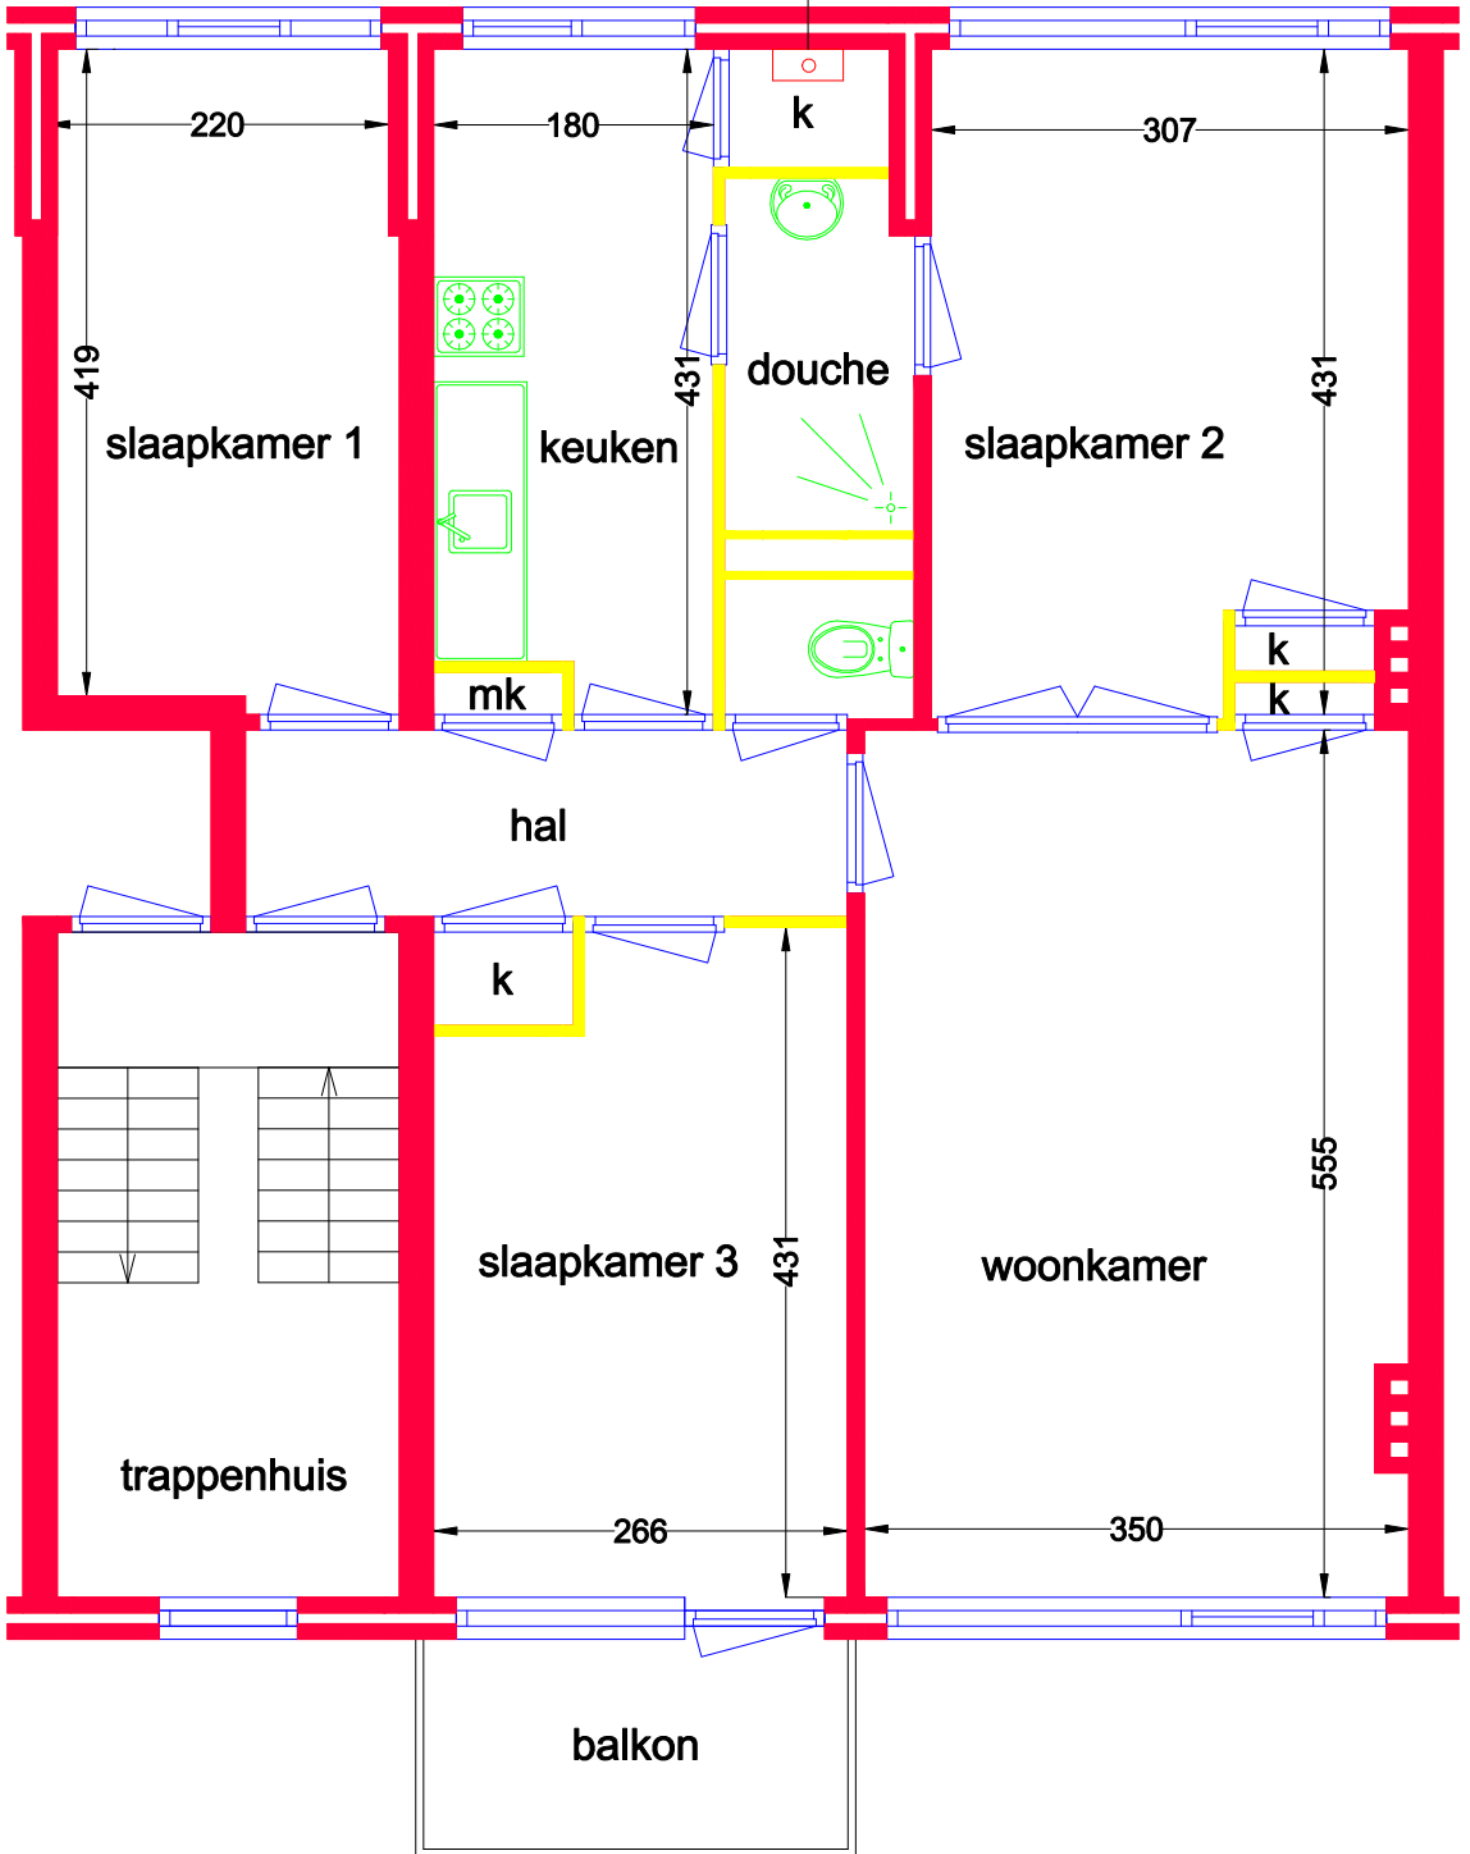 k
220
180
307
419
431
431
douche
slaapkamer 1
keuken
slaapkamer 2
k
mk
k
hal
k
555
slaapkamer 3
431
woonkamer
trappenhuis
266
350
balkon